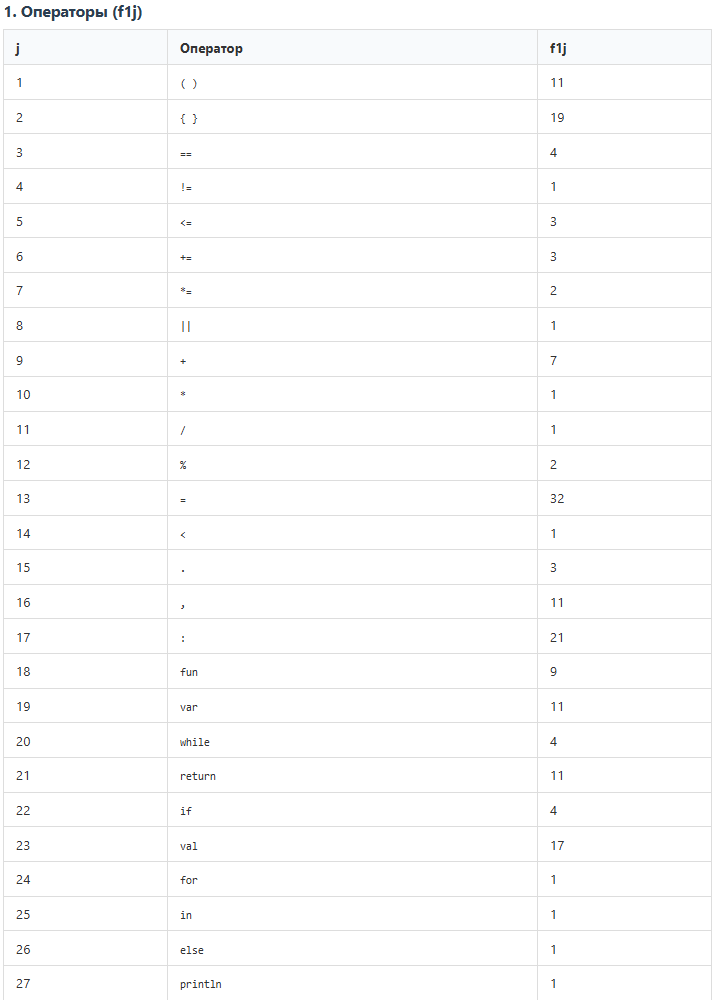 1. Операторы (f1j)
j Оператор f1j
1 ( ) 11
2 { } 19
3 == 4
4 != 1
5 <= 3
6 += 3
7 *= 2
8 || 1
9 + 7
10 * 1
11 / 1
12 % 2
13 = 32
14 < 1
15 . 3
16 , 11
17 : 21
18 fun 9
19 var 11
20 while 4
21 return 11
22 if 4
23 val 17
24 for 1
25 in 1
26 else 1
27 println 1